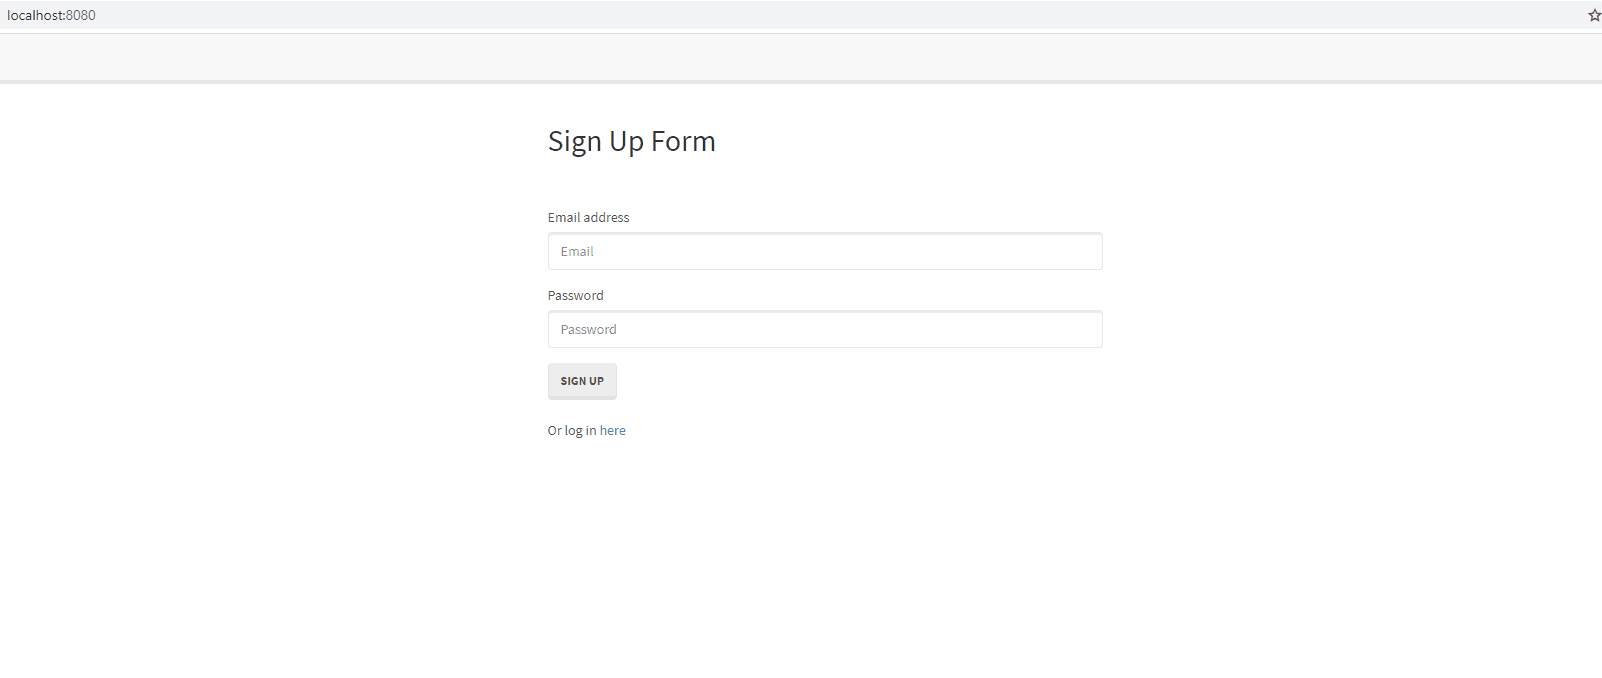 localhost:8080
Sign Up Form
Email address
Email
Password
Password
SIGN UP
Or log in here